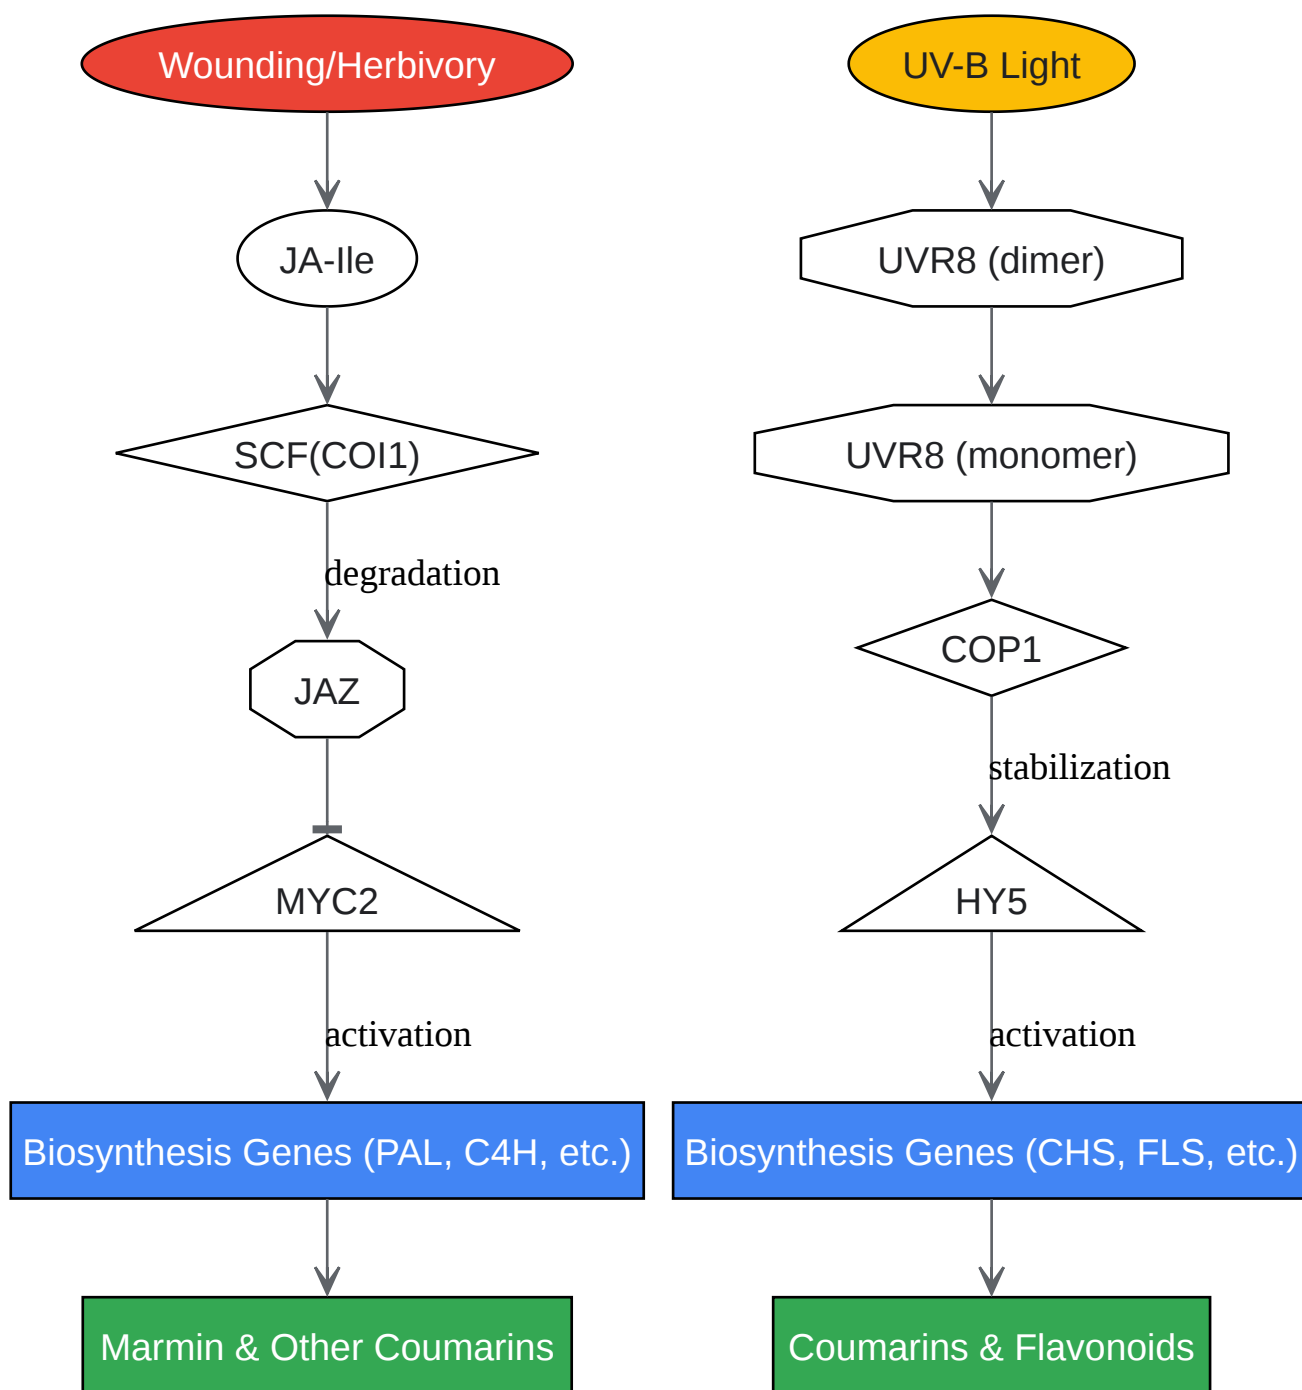 Wounding/Herbivory
JA-Ile
SCF(COI1)
degradation
JAZ
MYC2
activation
Biosynthesis Genes (PAL, C4H, etc.)
Marmin & Other Coumarins
UV-B Light
UVR8 (dimer)
UVR8 (monomer)
COP1
stabilization
HY5
activation
Biosynthesis Genes (CHS, FLS, etc.)
Coumarins & Flavonoids